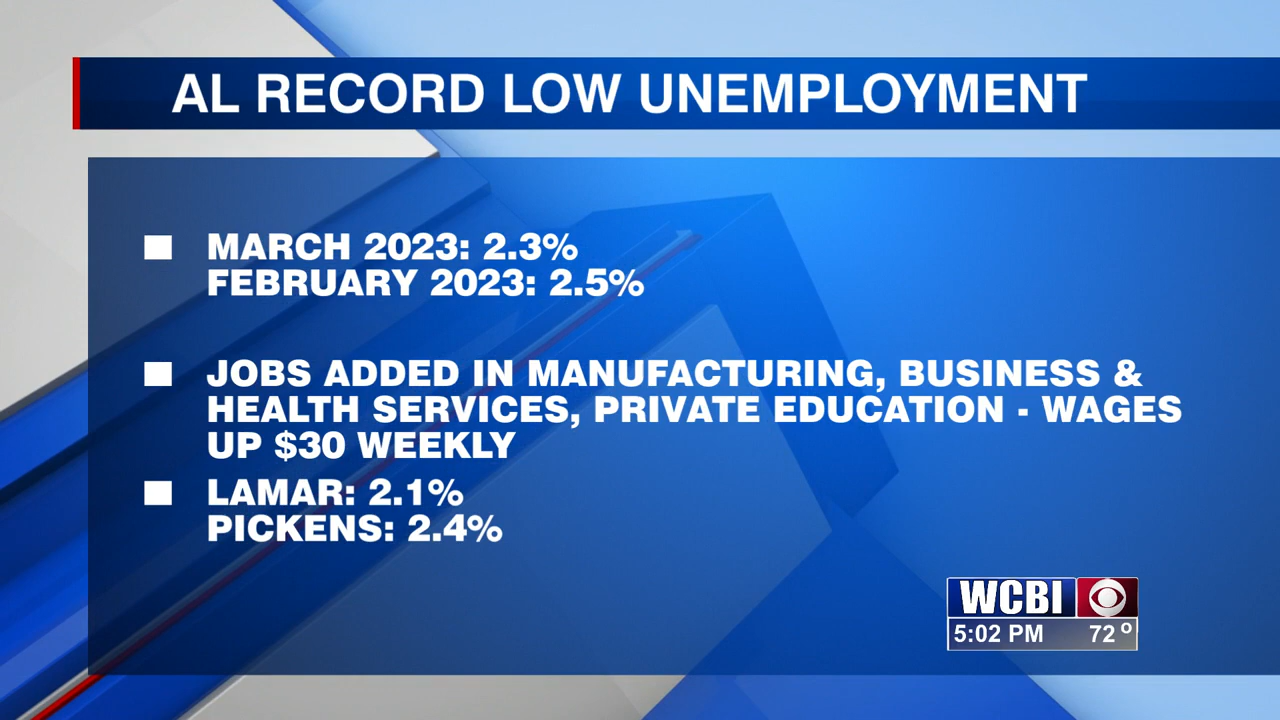 AL RECORD LOW UNEMPLOYMENT
MARCH 2023: 2.3%
FEBRUARY 2023: 2.5%
JOBS ADDED IN MANUFACTURING, BUSINESS &
HEALTH SERVICES, PRIVATE EDUCATION - WAGES
UP $30 WEEKLY
LAMAR: 2.1%
PICKENS: 2.4%
WCBI
5:02 PM 72°